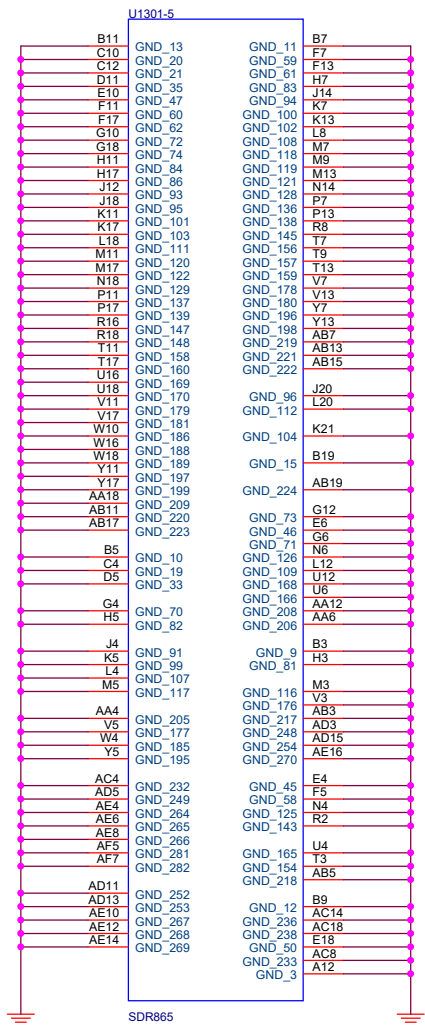 U1301-5
B11 GND_13 GND_11 B7
C10 GND_20 GND_59 F7
C12 GND_21 GND_61 F13
D11 GND_35 GND_83 H7
E10 GND_47 GND_94 J14
F11 GND_60 GND_100 K7
F17 GND_62 GND_102 K13
G10 GND_72 GND_108 L8
G18 GND_74 GND_118 M7
H11 GND_84 GND_119 M9
H17 GND_86 GND_121 M13
J12 GND_93 GND_128 N14
J18 GND_95 GND_136 P7
K11 GND_101 GND_138 P13
K17 GND_103 GND_145 R8
L18 GND_111 GND_156 T7
M11 GND_120 GND_157 T9
M17 GND_122 GND_159 T13
N18 GND_129 GND_178 V7
P11 GND_137 GND_180 V13
P17 GND_139 GND_196 Y7
R16 GND_147 GND_198 Y13
R18 GND_148 GND_219 AB7
T11 GND_158 GND_221 AB13
T17 GND_160 GND_222 AB15
U16 GND_169
U18 GND_170 GND_96 J20
V11 GND_179 GND_112 L20
V17 GND_181
W10 GND_186 GND_104 K21
W16 GND_188
W18 GND_189 GND_15 B19
Y11 GND_197
Y17 GND_199 GND_224 AB19
AA18 GND_209
AB11 GND_220 GND_73 G12
AB17 GND_223 GND_46 E6
GND_71 G6
B5 GND_10 GND_126 N6
C4 GND_19 GND_109 L12
D5 GND_33 GND_168 U12
GND_166 U6
G4 GND_70 GND_208 AA12
H5 GND_82 GND_206 AA6
J4 GND_91 GND_9 B3
K5 GND_99 GND_81 H3
L4 GND_107
M5 GND_117 GND_116 M3
GND_176 V3
AA4 GND_205 GND_217 AB3
V5 GND_177 GND_248 AD3
W4 GND_185 GND_254 AD15
Y5 GND_195 GND_270 AE16
AC4 GND_232 GND_45 E4
AD5 GND_249 GND_58 F5
AE4 GND_264 GND_125 N4
AE6 GND_265 GND_143 R2
AE8 GND_266
AF5 GND_281 GND_165 U4
AF7 GND_282 GND_154 T3
GND_218 AB5
AD11 GND_252
AD13 GND_253 GND_12 B9
AE10 GND_267 GND_236 AC14
AE12 GND_268 GND_238 AC18
AE14 GND_269 GND_50 E18
GND_233 AC8
GND_3 A12
SDR865